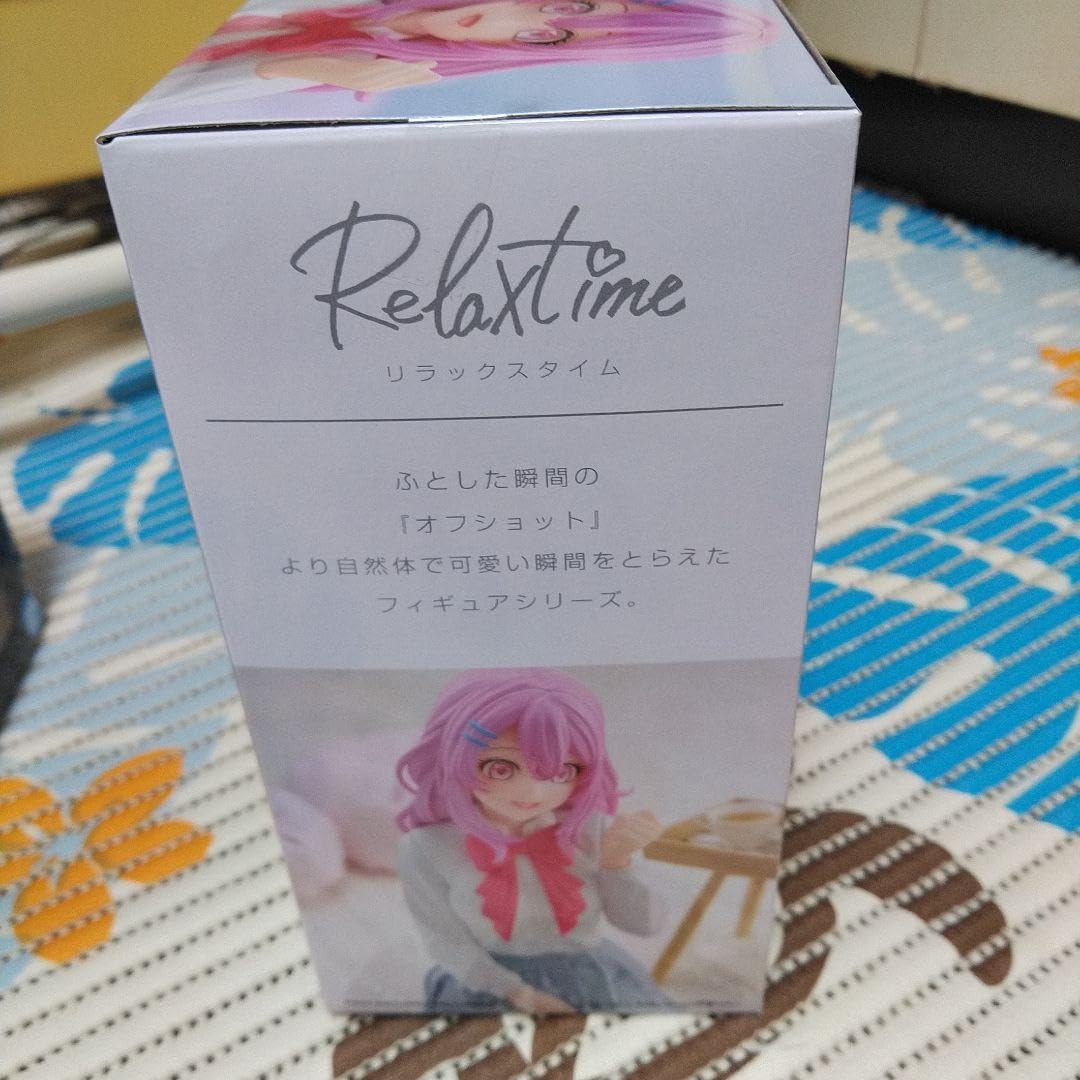 Relaxtime
リラックスタイム
ふとした瞬間の
『オフショット』
より自然体で可愛い瞬間をとらえた
フィギュアシリーズ。